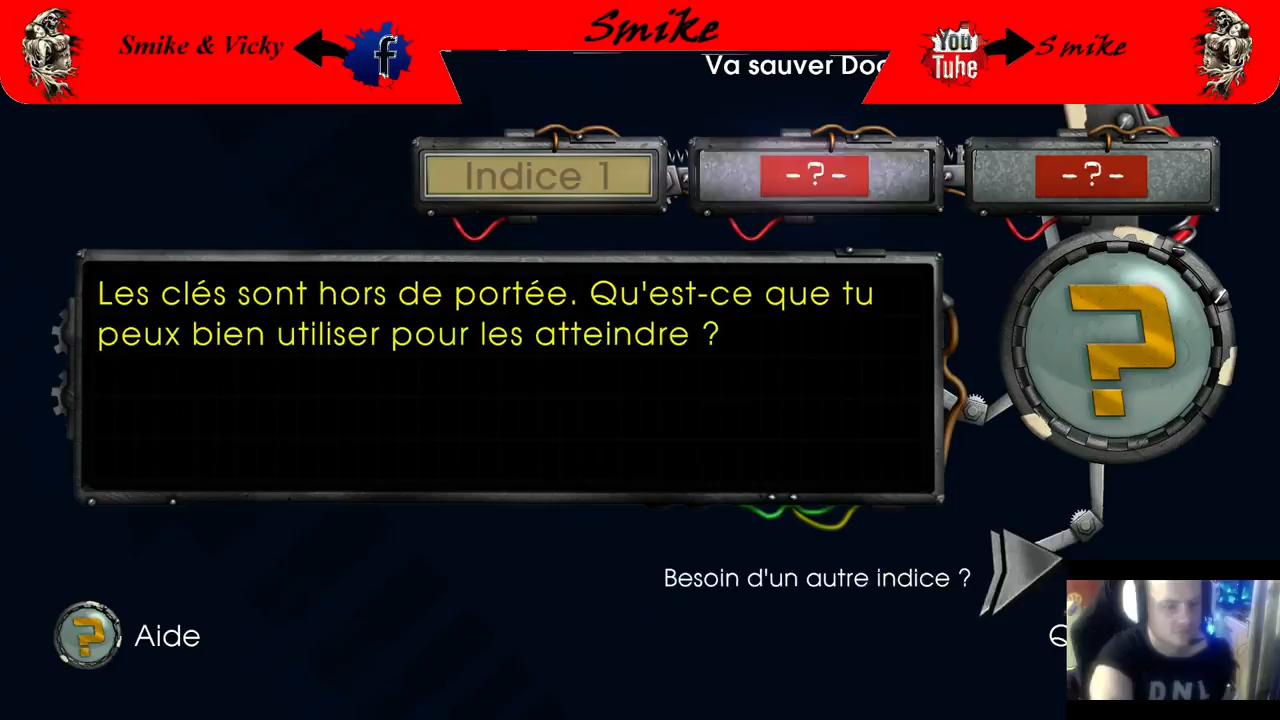 Smike
Smike & Vicky
f
You
Tube
Smike
Va sauver Doc
Indice 1
-?-
-?-
Les clés sont hors de portée. Qu'est-ce que tu
peux bien utiliser pour les atteindre ?
?
Besoin d'un autre indice ?
?
Aide